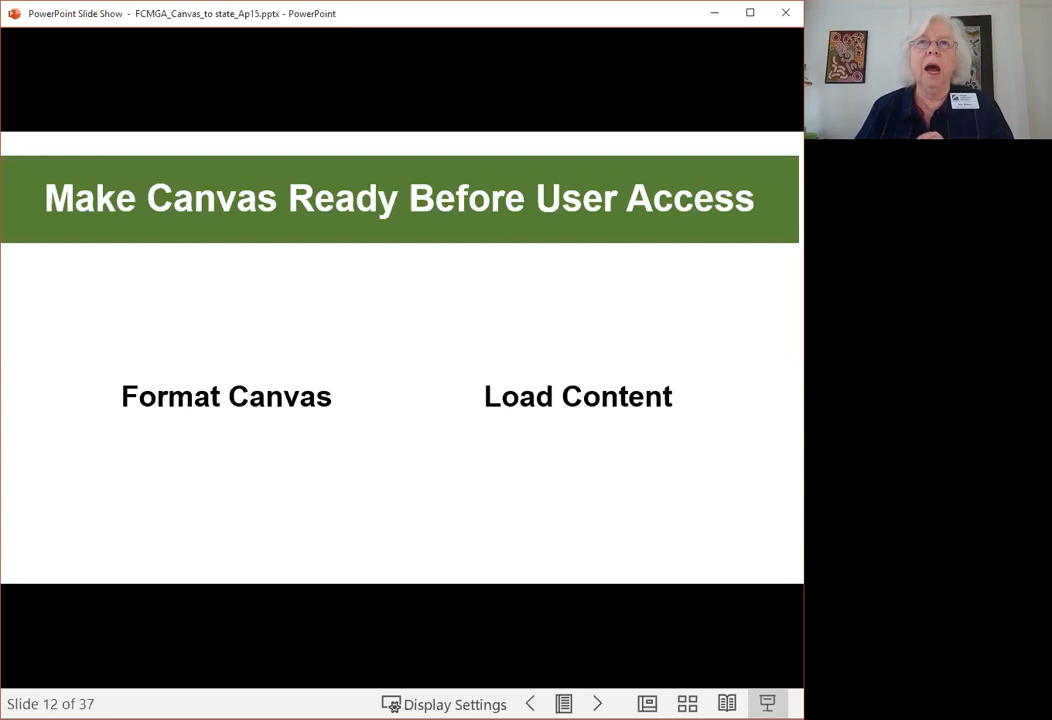 PowerPoint Slide Show - FCMGA_Canvas_to state_Ap15.pptx - PowerPoint
Make Canvas Ready Before User Access
Format Canvas
Load Content
Slide 12 of 37
Display Settings